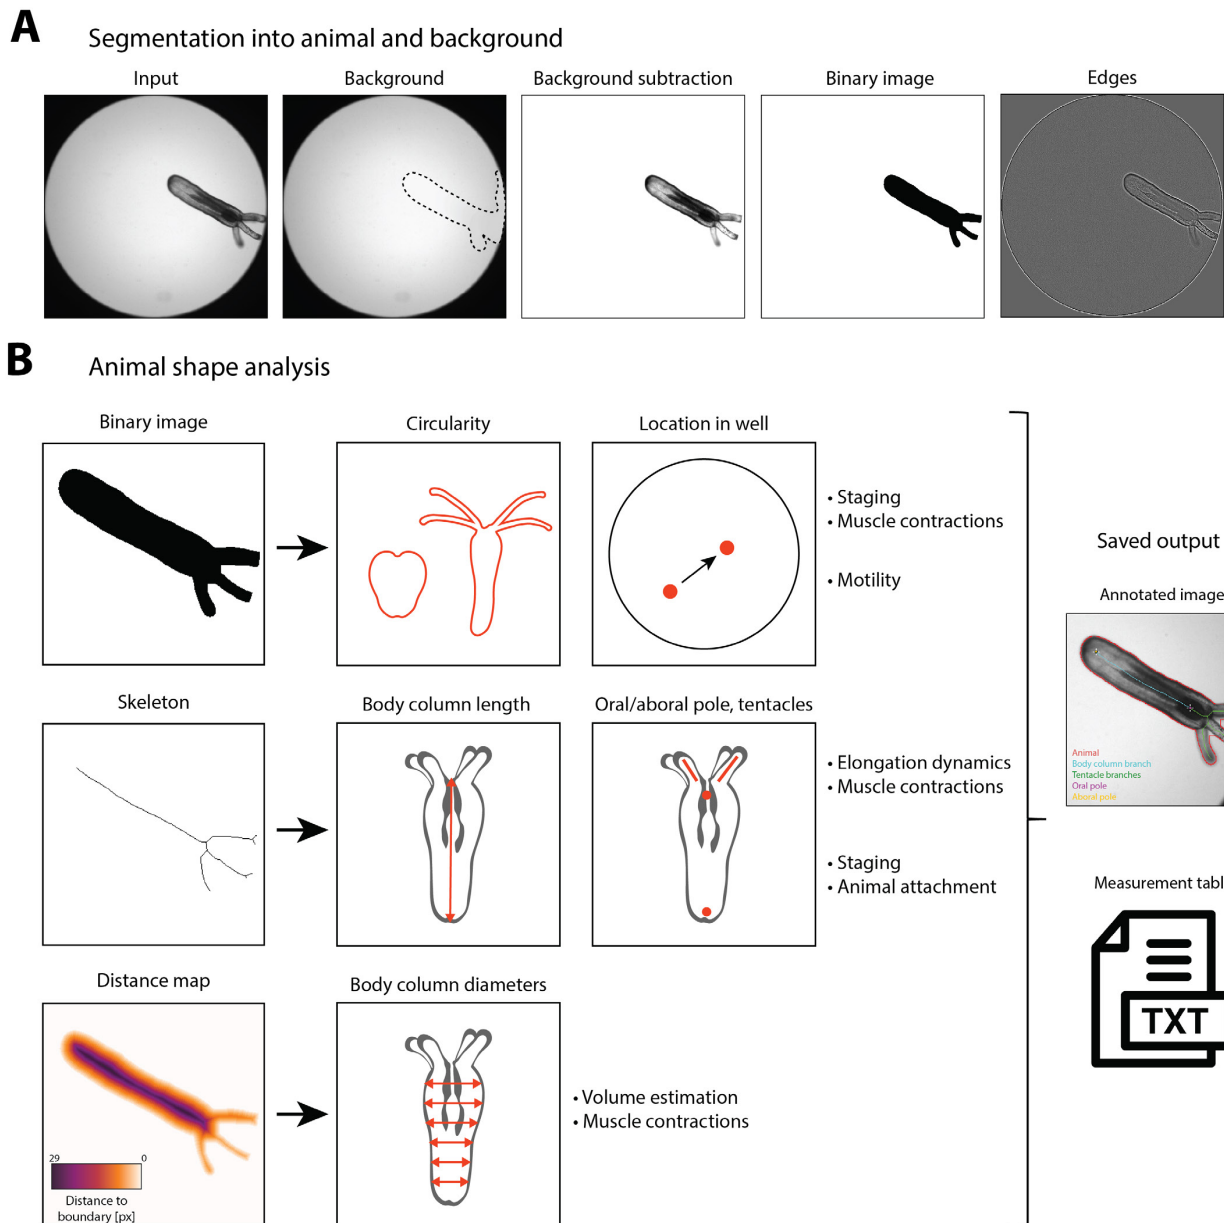 A
Segmentation into animal and background
Input
Background
Background subtraction
Binary image
Edges
B
Animal shape analysis
Binary image
Circularity
Location in well
• Staging
• Muscle contractions
• Motility
Skeleton
Body column length
Oral/aboral pole, tentacles
• Elongation dynamics
• Muscle contractions
• Staging
• Animal attachment
Distance map
Body column diameters
29
0
Distance to
boundary [px]
• Volume estimation
• Muscle contractions
Saved output
Annotated image
Animal
Body column branch
Tentacle branches
Oral pole
Aboral pole
Measurement tabl
TXT